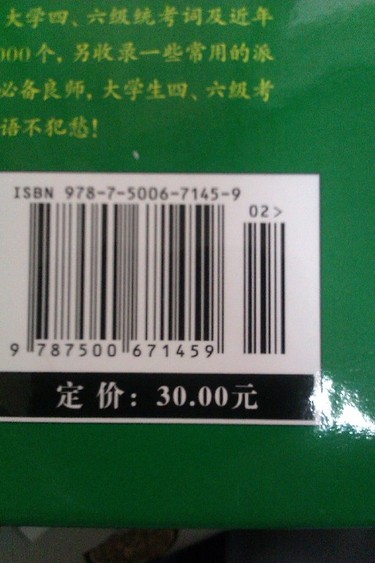 大学四、六级统考词及近年
000个,另收录一些常用的派
必备良师,大学生四、六级考
语不犯愁!
ISBN 978-7-5006-7145-9
02>
9 787500 671459
定价:30.00元